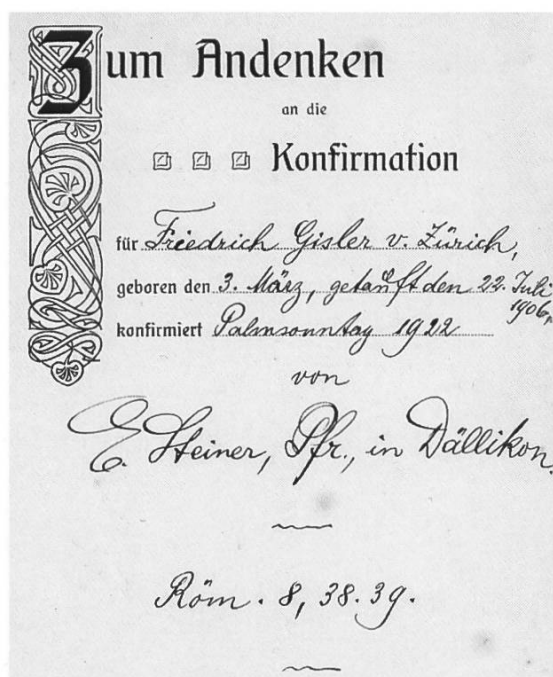 Zum Andenken
an die
Konfirmation
für Friedrich Gisler v. Zürich,
geboren den 3. März, getauft den 22. Juli
1906,
konfirmiert Palmsonntag 1922
von
E. Steiner, Pfr., in Dällikon.
Röm. 8, 38.39.